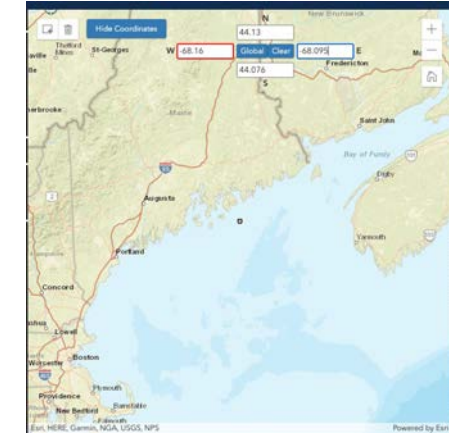 New Brunswick
N
Hide Coordinates
44.13
Thetford Mines
St-Georges
W
-68.16
Global
Clear
-68.095
E
Fredericton
44.076
S
Sherbrooke
Maine
Saint John
Bay of Fundy
Digby
Augusta
Yarmouth
Portland
Concord
Lowell
Boston
Worcester
Plymouth
Providence
Barnstable
New Bedford
Falmouth
Esri, HERE, Garmin, NGA, USGS, NPS
Powered by Esri